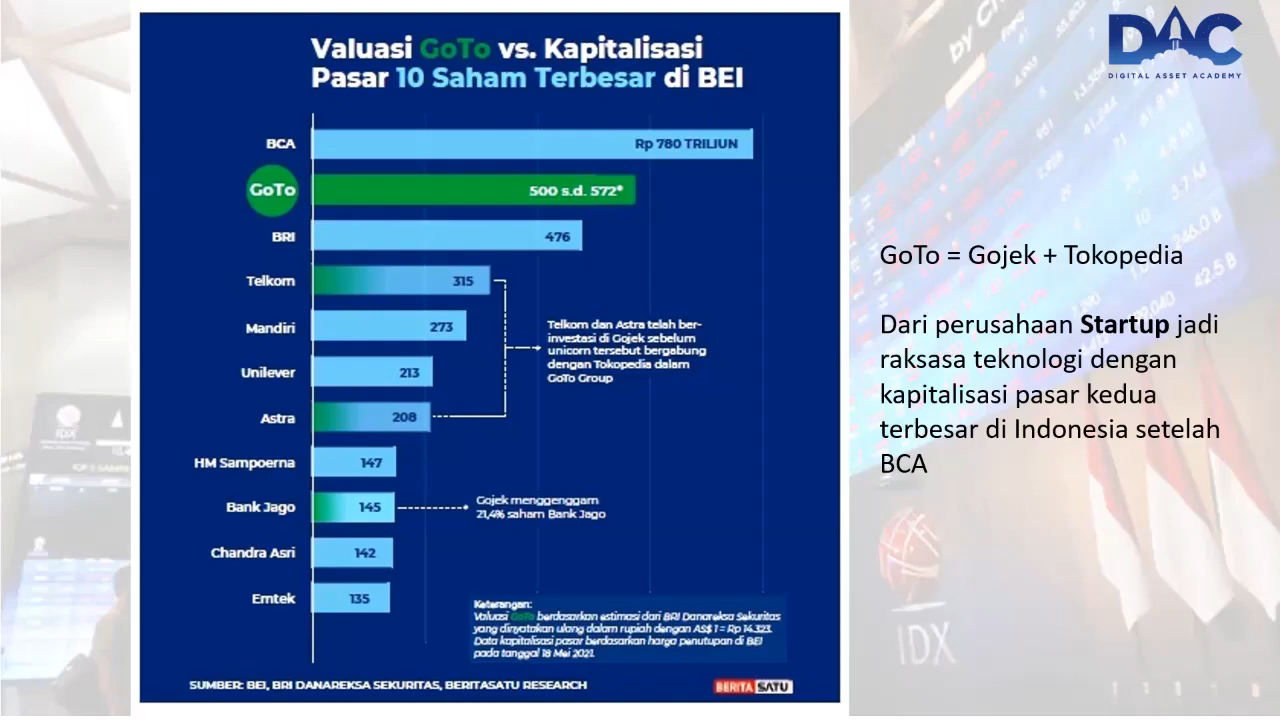 DAC
DIGITAL ASSET ACADEMY
by C
Valuasi GoTo vs. Kapitalisasi
Pasar 10 Saham Terbesar di BEI
BCA
Rp 780 TRILIUN
GoTo
500 s.d. 572*
BRI
476
Telkom
315
Mandiri
273
Unilever
213
Astra
208
HM Sampoerna
147
Bank Jago
145
Chandra Asri
142
Emtek
135
Telkom dan Astra telah ber-
investasi di Gojek sebelum
unicorn tersebut bergabung
dengan Tokopedia dalam
GoTo Group
Gojek menggenggam
21,4% saham Bank Jago
Keterangan:
Valuasi GoTo berdasarkan estimasi dari BRI Danareksa Sekuritas
yang dinyatakan ulang dalam rupiah dengan AS$ 1 = Rp 14.323.
Data kapitalisasi pasar berdasarkan harga penutupan di BEI
pada tanggal 18 Mei 2021.
SUMBER: BEI, BRI DANAREKSA SEKURITAS, BERITASATU RESEARCH
BERITA SATU
GoTo = Gojek + Tokopedia
Dari perusahaan Startup jadi
raksasa teknologi dengan
kapitalisasi pasar kedua
terbesar di Indonesia setelah
BCA
IDX
IDX